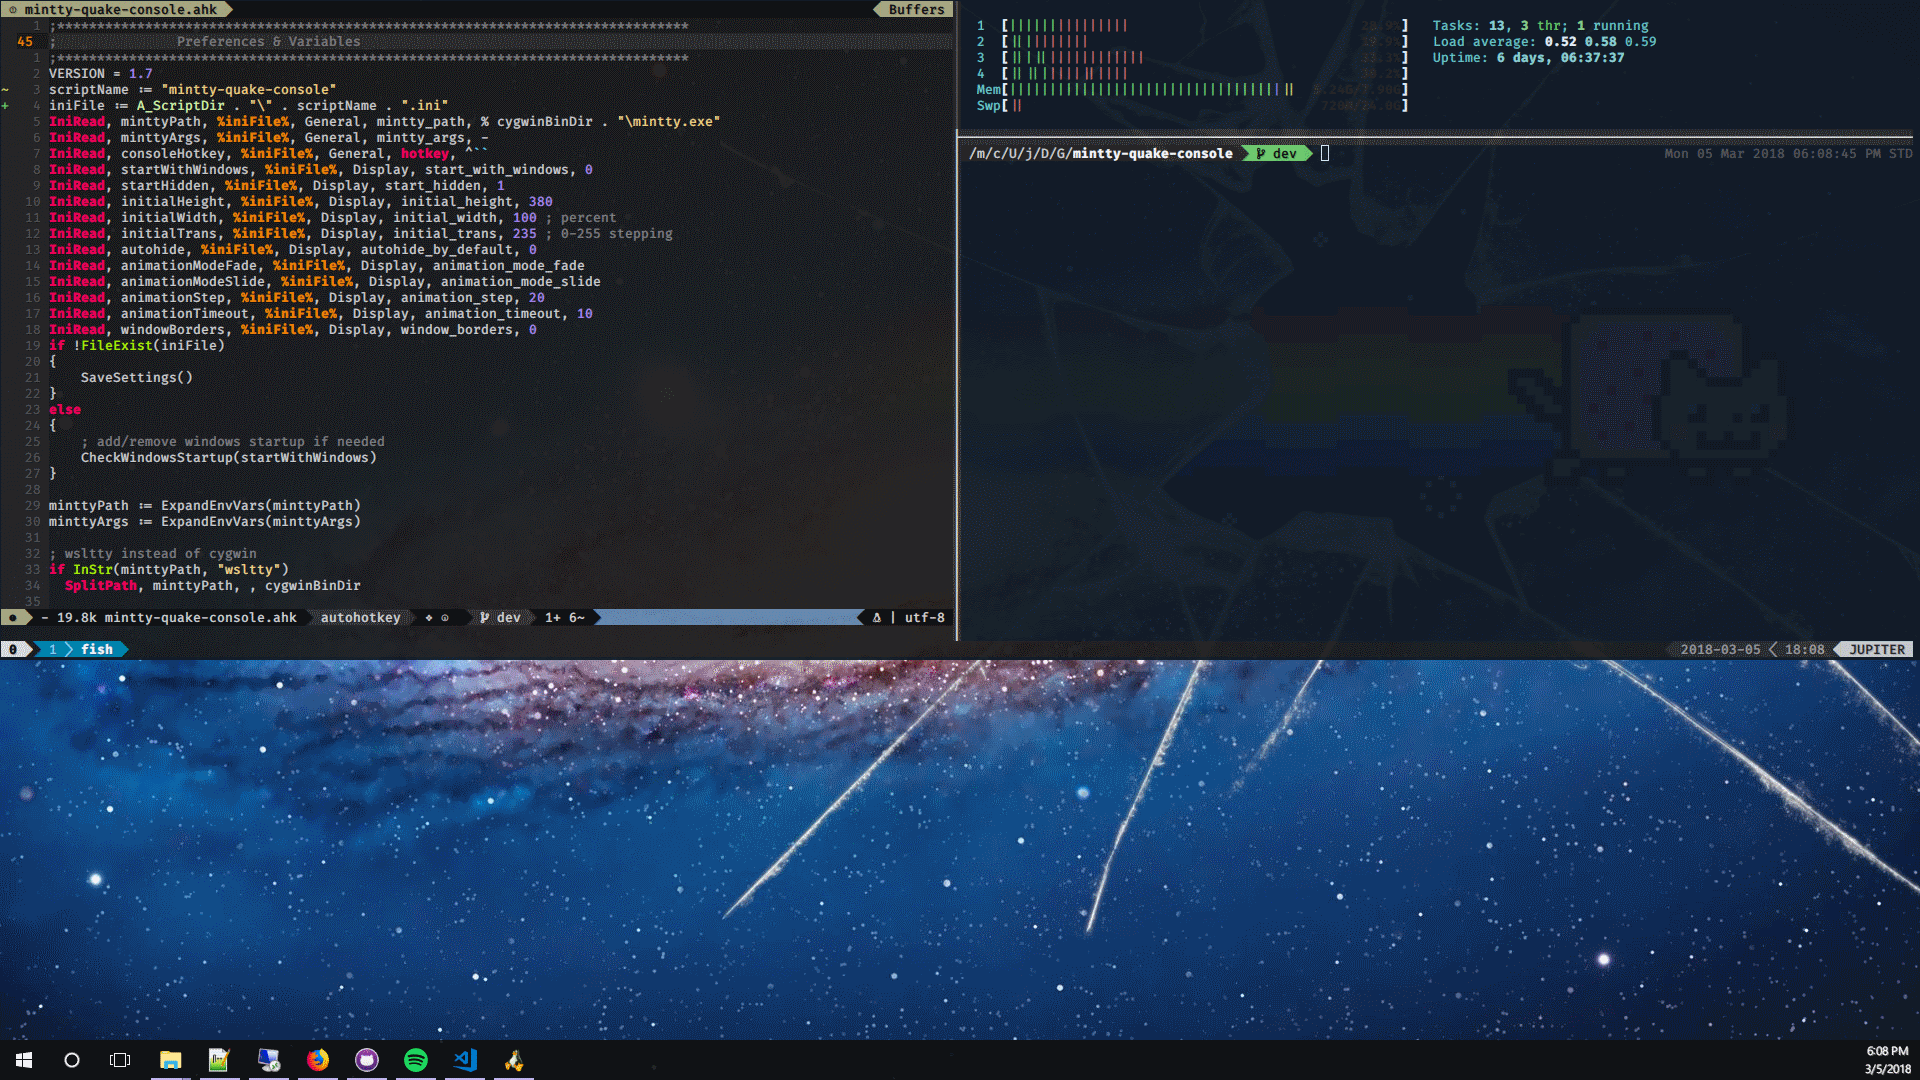 mintty-quake-console.ahk
Buffers
1 ;*******************************************************************************
45 ; Preferences & Variables
1 ;*******************************************************************************
2 VERSION = 1.7
~ 3 scriptName := "mintty-quake-console"
+ 4 iniFile := A_ScriptDir . "\" . scriptName . ".ini"
5 IniRead, minttyPath, %iniFile%, General, mintty_path, % cygwinBinDir . "\mintty.exe"
6 IniRead, minttyArgs, %iniFile%, General, mintty_args, -
7 IniRead, consoleHotkey, %iniFile%, General, hotkey, ^``
8 IniRead, startWithWindows, %iniFile%, Display, start_with_windows, 0
9 IniRead, startHidden, %iniFile%, Display, start_hidden, 1
10 IniRead, initialHeight, %iniFile%, Display, initial_height, 380
11 IniRead, initialWidth, %iniFile%, Display, initial_width, 100 ; percent
12 IniRead, initialTrans, %iniFile%, Display, initial_trans, 235 ; 0-255 stepping
13 IniRead, autohide, %iniFile%, Display, autohide_by_default, 0
14 IniRead, animationModeFade, %iniFile%, Display, animation_mode_fade
15 IniRead, animationModeSlide, %iniFile%, Display, animation_mode_slide
16 IniRead, animationStep, %iniFile%, Display, animation_step, 20
17 IniRead, animationTimeout, %iniFile%, Display, animation_timeout, 10
18 IniRead, windowBorders, %iniFile%, Display, window_borders, 0
19 if !FileExist(iniFile)
20 {
21 SaveSettings()
22 }
23 else
24 {
25 ; add/remove windows startup if needed
26 CheckWindowsStartup(startWithWindows)
27 }
28
29 minttyPath := ExpandEnvVars(minttyPath)
30 minttyArgs := ExpandEnvVars(minttyArgs)
31
32 ; wsltty instead of cygwin
33 if InStr(minttyPath, "wsltty")
34 SplitPath, minttyPath, , cygwinBinDir
35
- 19.8k mintty-quake-console.ahk autohotkey dev 1+ 6~ | utf-8
1 [ ] Tasks: 13, 3 thr; 1 running
2 [ ] Load average: 0.52 0.58 0.59
3 [ ] Uptime: 6 days, 06:37:37
4 [ ]
Mem[ ]
Swp[ ]
/m/c/U/j/D/G/mintty-quake-console dev
Mon 05 Mar 2018 06:08:45 PM STD
0 1 fish
2018-03-05 18:08 JUPITER
6:08 PM
3/5/2018